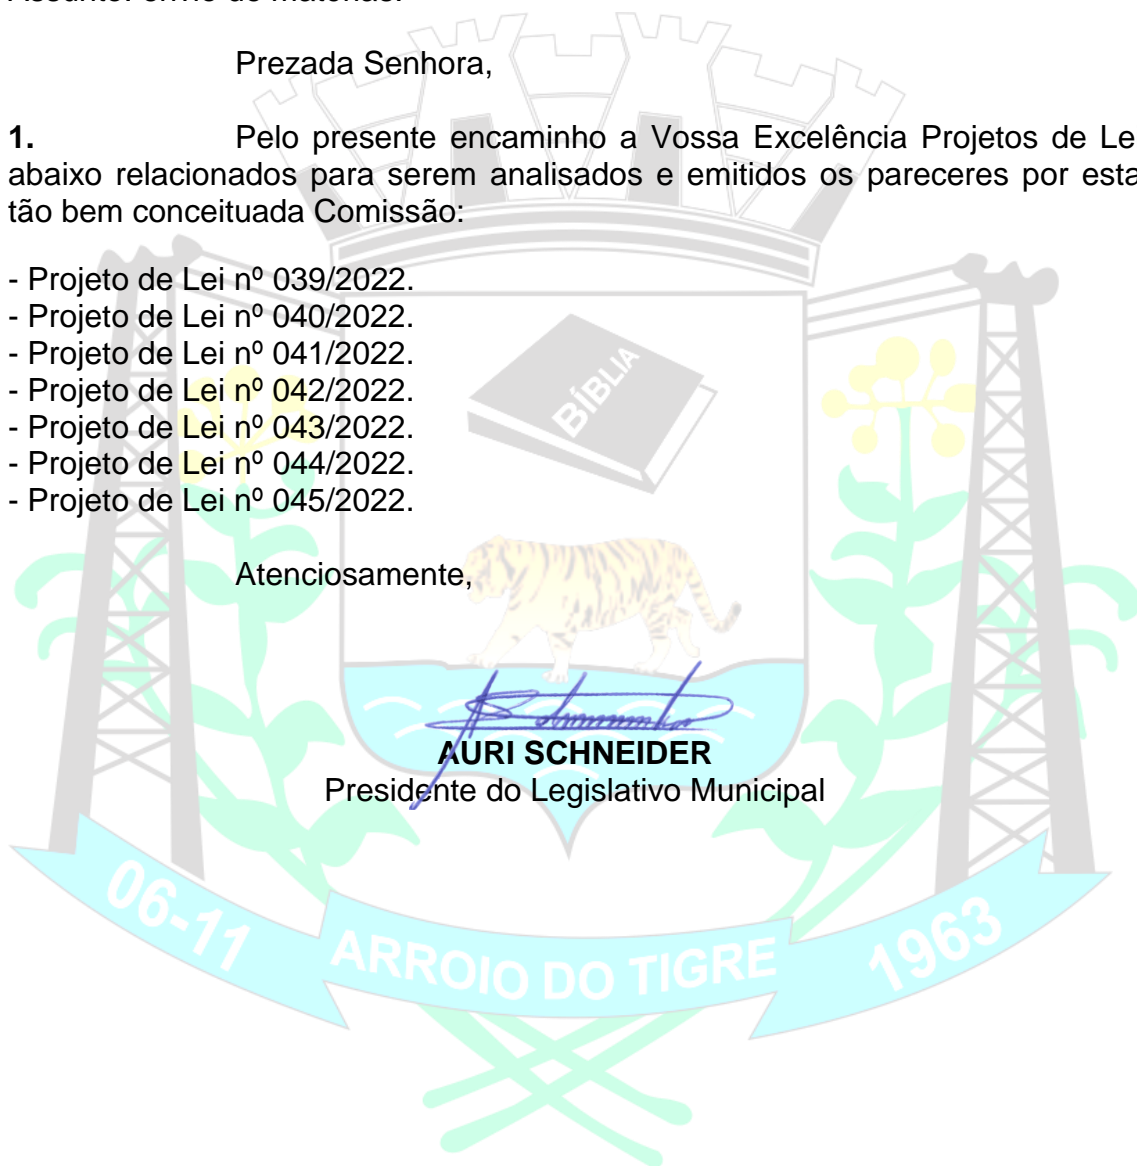 Assunto: envio de matérias.
Prezada Senhora,
1. Pelo presente encaminho a Vossa Excelência Projetos de Le
abaixo relacionados para serem analisados e emitidos os pareceres por esta
tão bem conceituada Comissão:
- Projeto de Lei nº 039/2022.
- Projeto de Lei nº 040/2022.
- Projeto de Lei nº 041/2022.
- Projeto de Lei nº 042/2022.
- Projeto de Lei nº 043/2022.
- Projeto de Lei nº 044/2022.
- Projeto de Lei nº 045/2022.
BÍBLIA
Atenciosamente,
AURI SCHNEIDER
Presidente do Legislativo Municipal
06-11 ARROIO DO TIGRE 1963